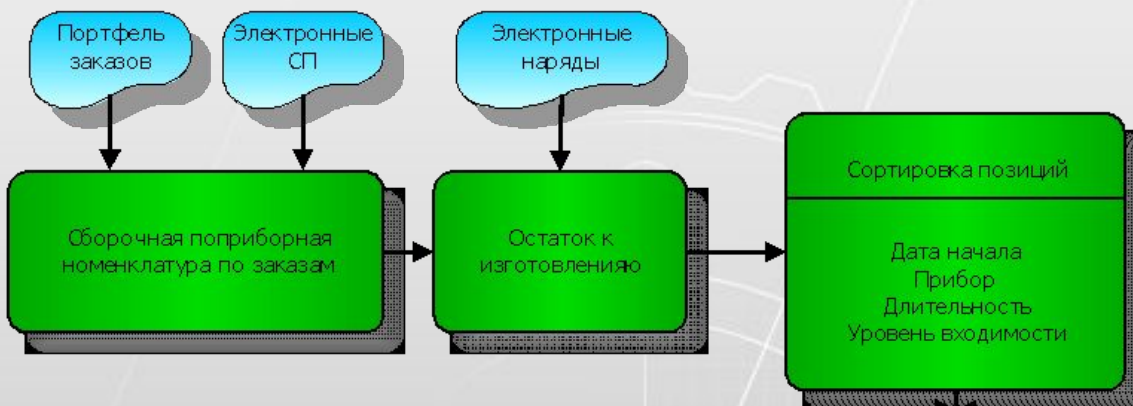 Портфель
заказов
Электронные
СП
Электронные
наряды
Сборочная поприборная
номенклатура по заказам
Остаток к
изготовлению
Сортировка позиций
Дата начала
Прибор
Длительность
Уровень входимости